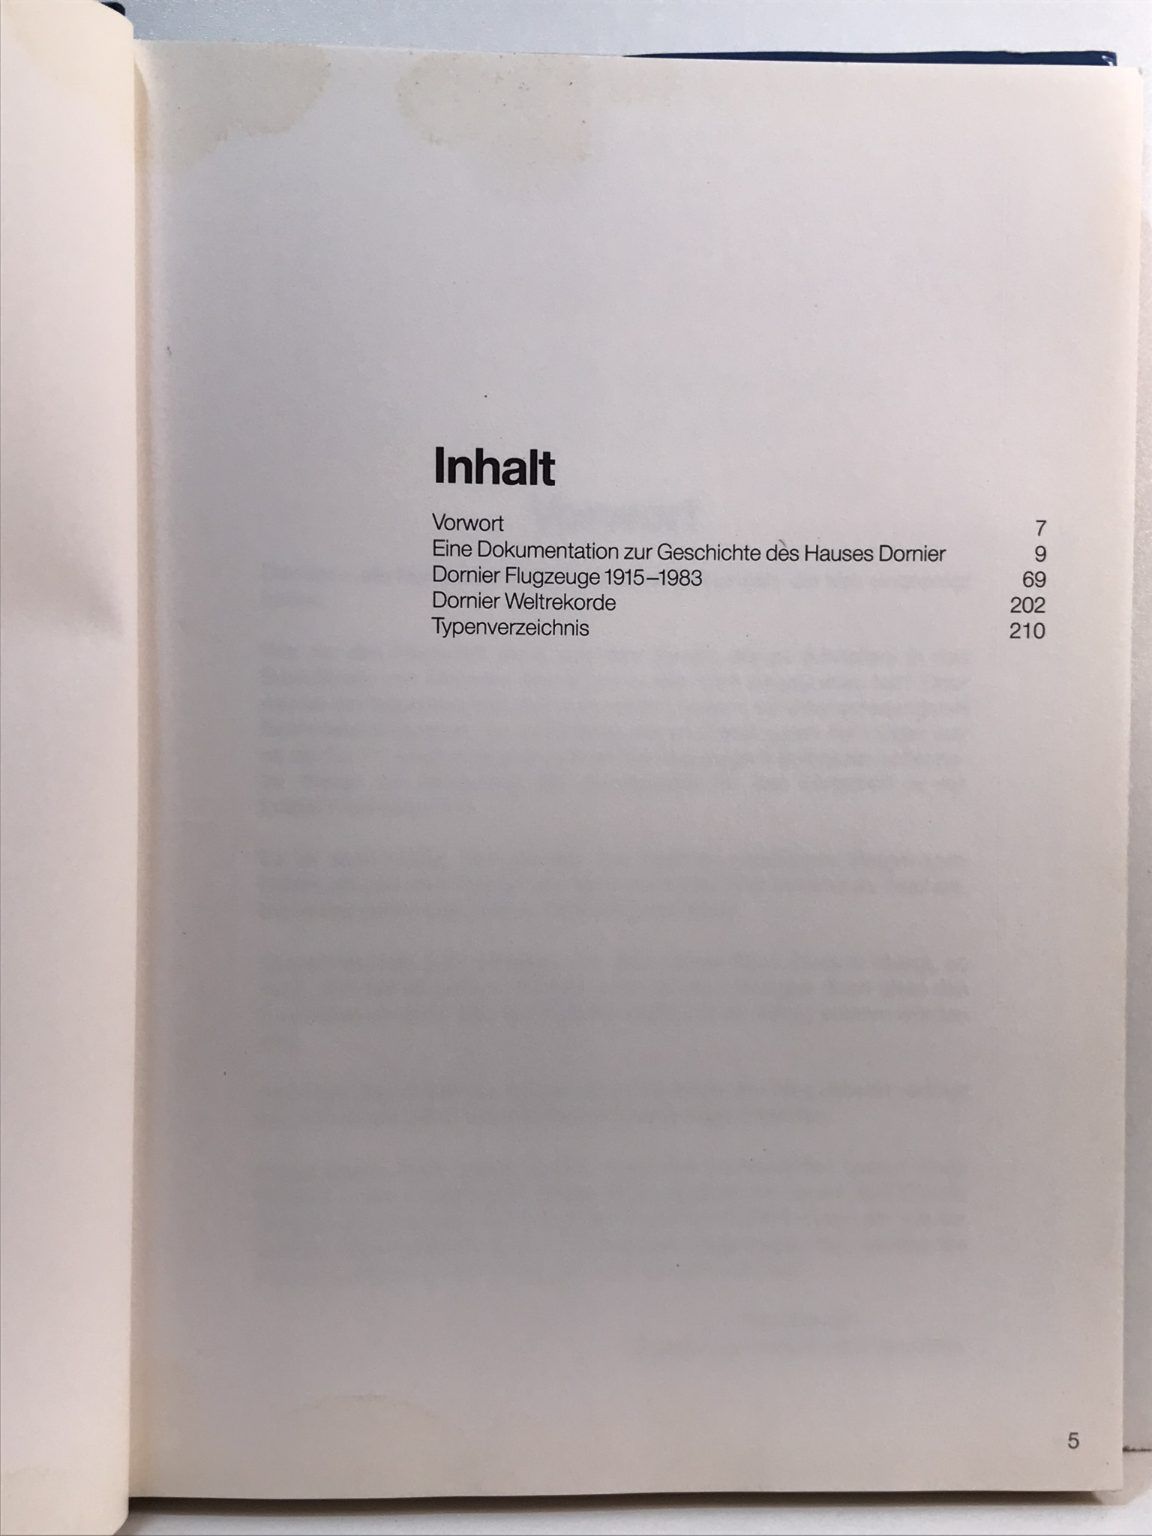 Inhalt
Vorwort 7
Eine Dokumentation zur Geschichte des Hauses Dornier 9
Dornier Flugzeuge 1915–1983 69
Dornier Weltrekorde 202
Typenverzeichnis 210
5